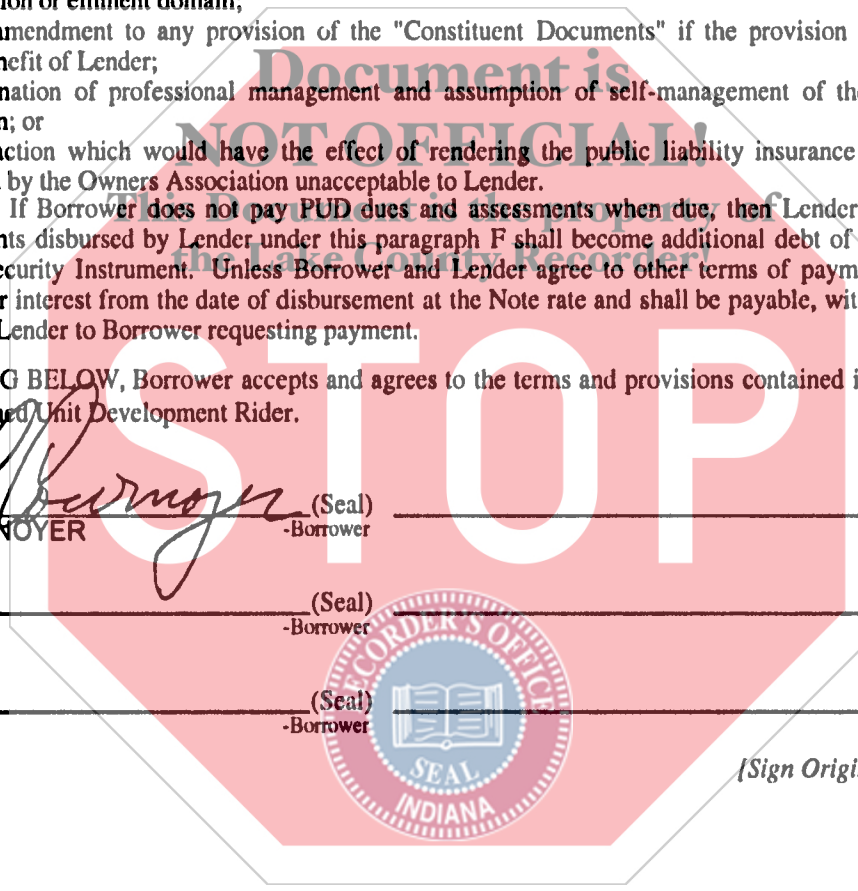 ion or eminent domain;
mendment to any provision of the "Constituent Documents" if the provision
nefit of Lender;
nation of professional management and assumption of self-management of the
n; or
action which would have the effect of rendering the public liability insurance
by the Owners Association unacceptable to Lender.
If Borrower does not pay PUD dues and assessments when due, then Lender
nts disbursed by Lender under this paragraph F shall become additional debt of
ecurity Instrument. Unless Borrower and Lender agree to other terms of paym
r interest from the date of disbursement at the Note rate and shall be payable, wit
Lender to Borrower requesting payment.
G BELOW, Borrower accepts and agrees to the terms and provisions contained i
ned Unit Development Rider.
Document is
NOT OFFICIAL!
This Document is the property of
the Lake County Recorder!
STOP
(Seal)
NOYER -Borrower
(Seal)
-Borrower
(Seal)
-Borrower
RECORDER'S OFFICE
SEAL
INDIANA
[Sign Origi